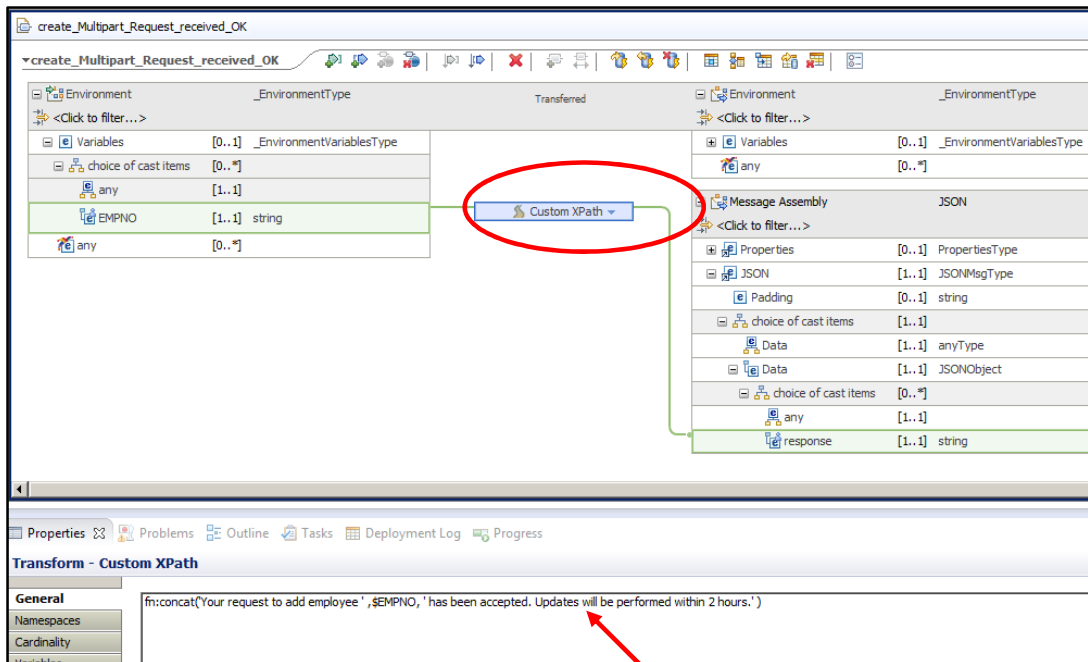 create_Multipart_Request_received_OK
create_Multipart_Request_received_OK
Environment _EnvironmentType Transferred Environment _EnvironmentType
<Click to filter...> <Click to filter...>
Variables [0..1] _EnvironmentVariablesType Variables [0..1] _EnvironmentVariablesType
choice of cast items [0..*] any [0..*]
any [1..1]
Message Assembly JSON
EMPNO [1..1] string Custom XPath
<Click to filter...>
any [0..*] Properties [0..1] PropertiesType
JSON [1..1] JSONMsgType
Padding [0..1] string
choice of cast items [1..1]
Data [1..1] anyType
Data [1..1] JSONObject
choice of cast items [0..*]
any [1..1]
response [1..1] string
Properties Problems Outline Tasks Deployment Log Progress
Transform - Custom XPath
General fn:concat('Your request to add employee ' ,$EMPNO, ' has been accepted. Updates will be performed within 2 hours.' )
Namespaces
Cardinality